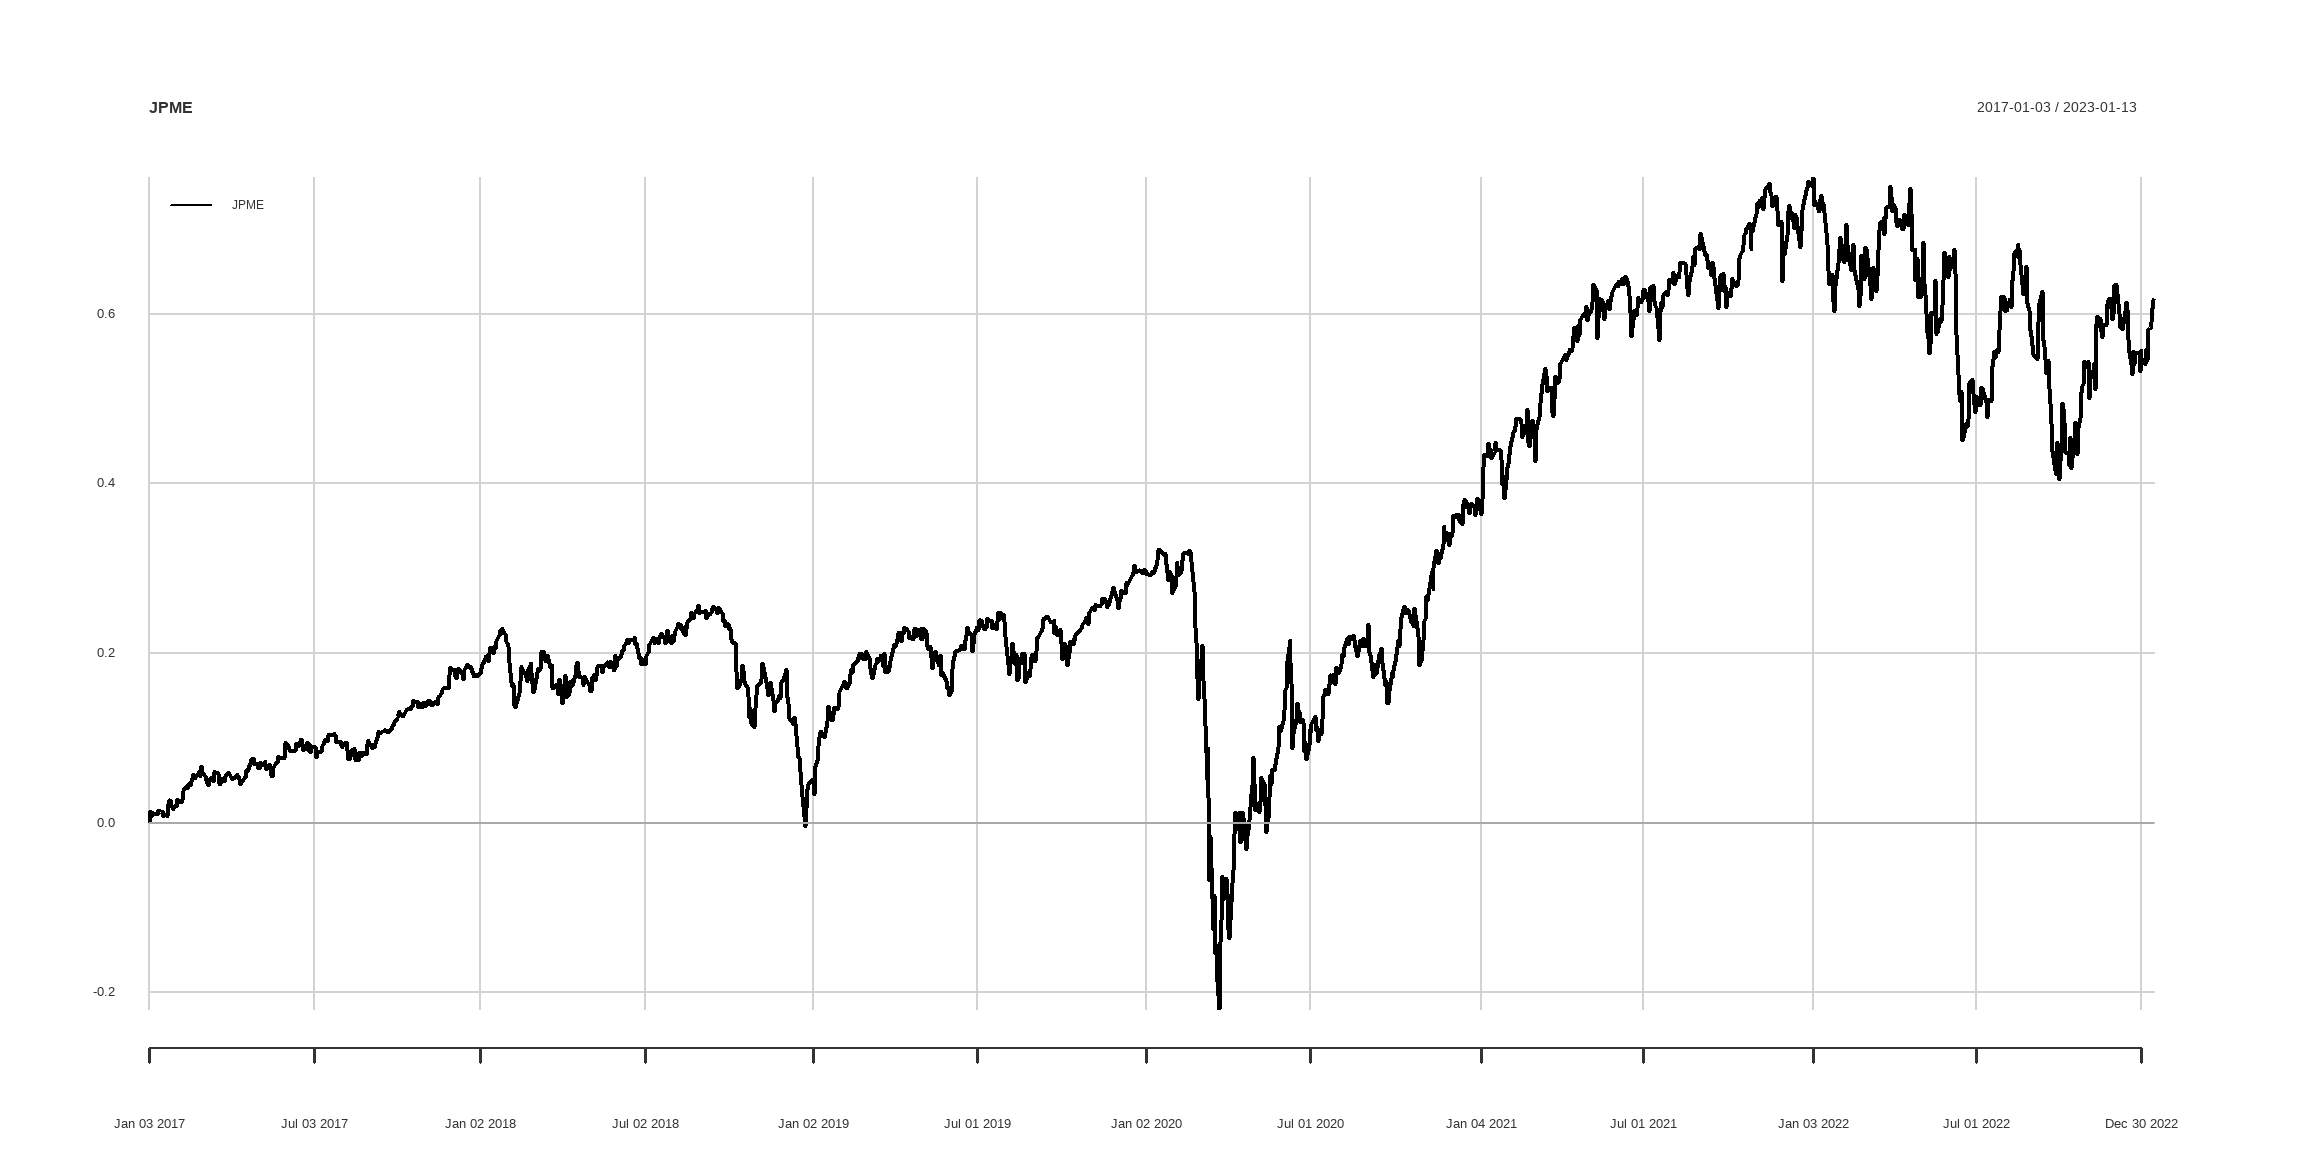 JPME
2017-01-03 / 2023-01-13
JPME
0.6
0.4
0.2
0.0
-0.2
Jan 03 2017
Jul 03 2017
Jan 02 2018
Jul 02 2018
Jan 02 2019
Jul 01 2019
Jan 02 2020
Jul 01 2020
Jan 04 2021
Jul 01 2021
Jan 03 2022
Jul 01 2022
Dec 30 2022